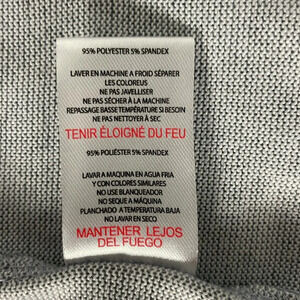 95% POLYESTER 5% SPANDEX
LAVER EN MACHINE A FROID SÉPARER
LES COLOREUS
NE PAS JAVELLISER
NE PAS SÉCHER À LA MACHINE
REPASSAGE BASSE TEMPÉRATURE SI BESOIN
NE PAS NETTOYER À SEC
TENIR ÉLOIGNÉ DU FEU
95% POLIÉSTER 5% SPANDEX
LAVAR A MAQUINA EN AGUA FRIA
Y CON COLORES SIMILARES
NO USE BLANQUEADOR
NO SEQUE A MÁQUINA
PLANCHADO A TEMPERATURA BAJA
NO LAVAR EN SECO
MANTENER LEJOS
DEL FUEGO